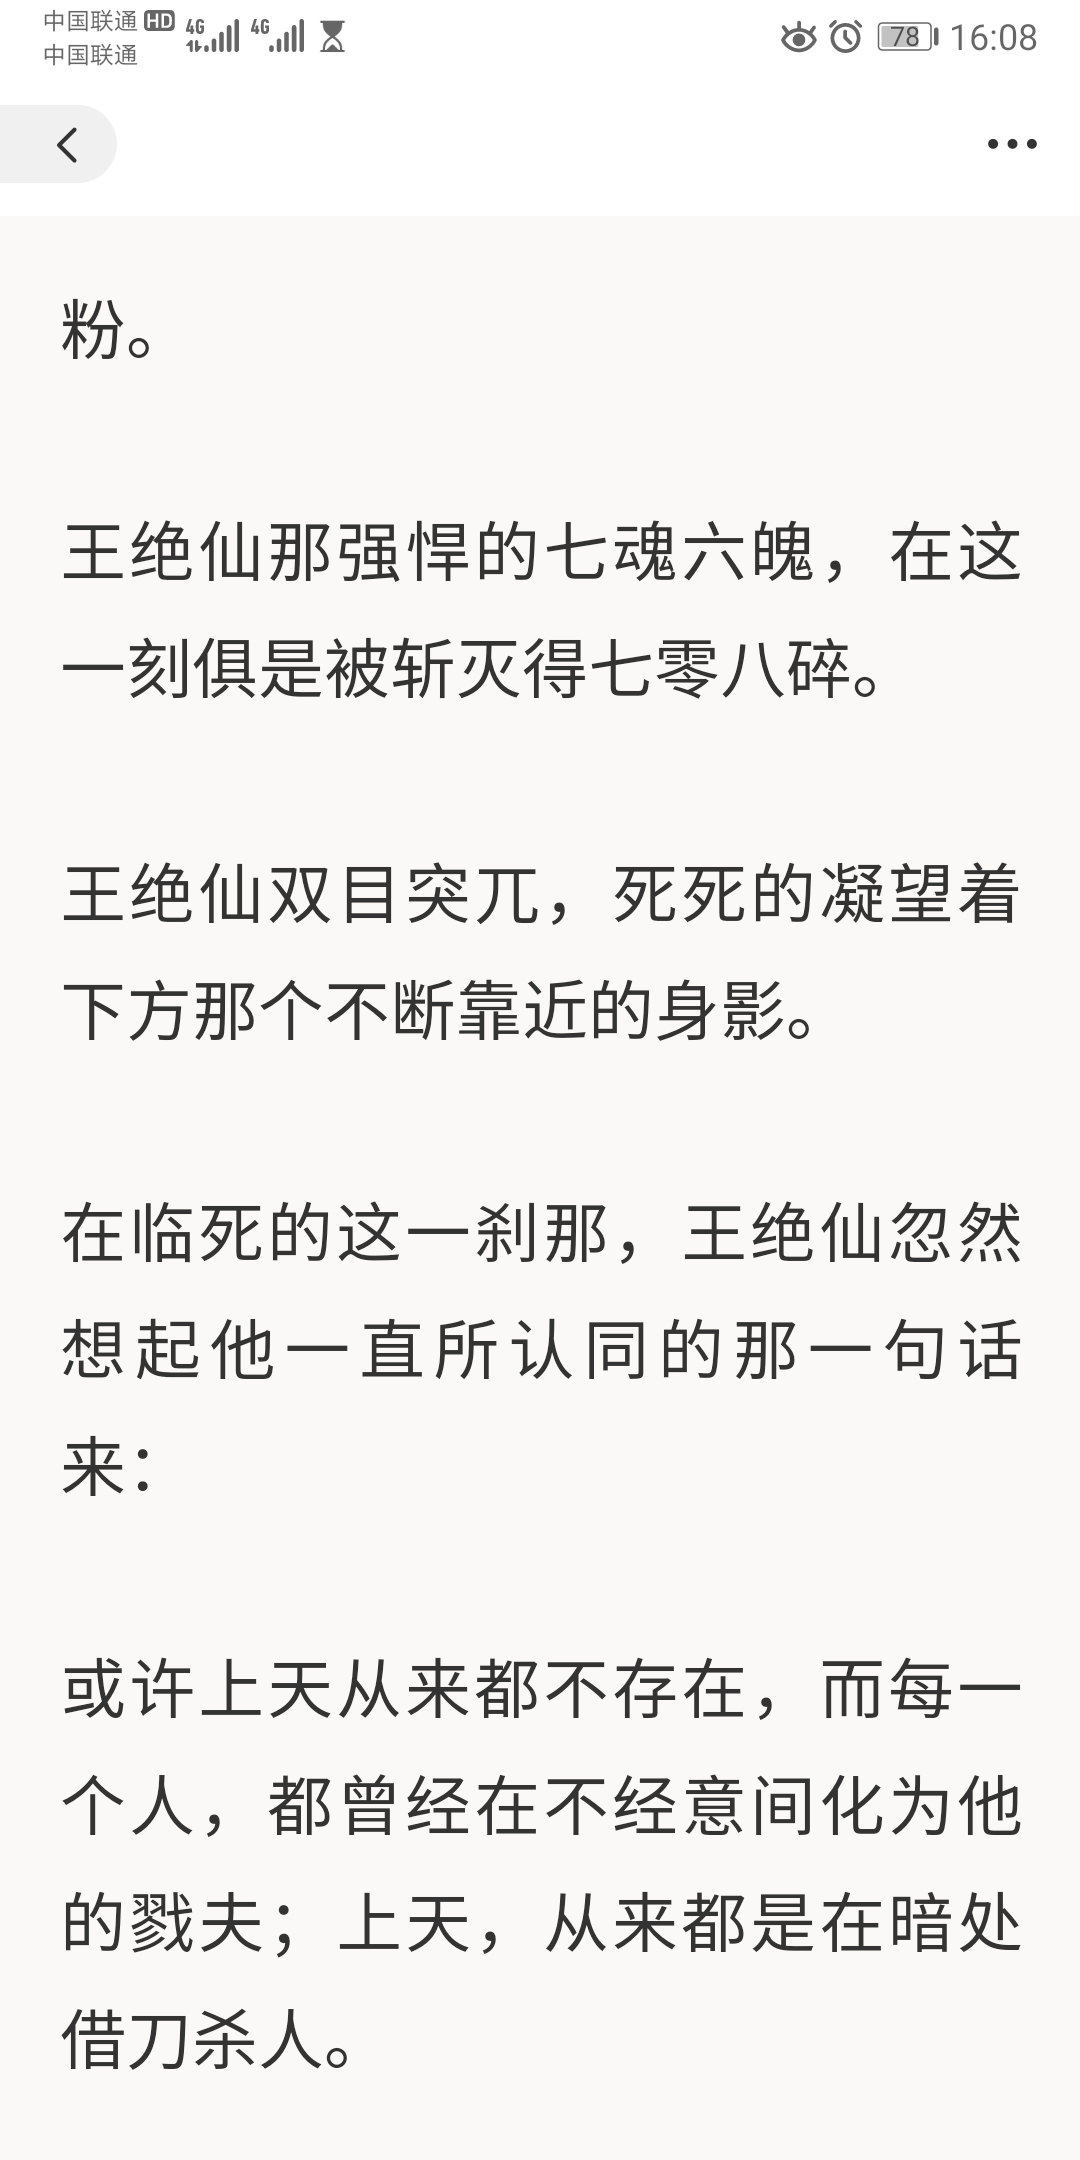 中国联通 HD 4G 4G 78 16:08
中国联通
粉。
王绝仙那强悍的七魂六魄，在这
一刻俱是被斩灭得七零八碎。
王绝仙双目突兀，死死的凝望着
下方那个不断靠近的身影。
在临死的这一刹那，王绝仙忽然
想起他一直所认同的那一句话
来：
或许上天从来都不存在，而每一
个人，都曾经在不经意间化为他
的戮夫；上天，从来都是在暗处
借刀杀人。